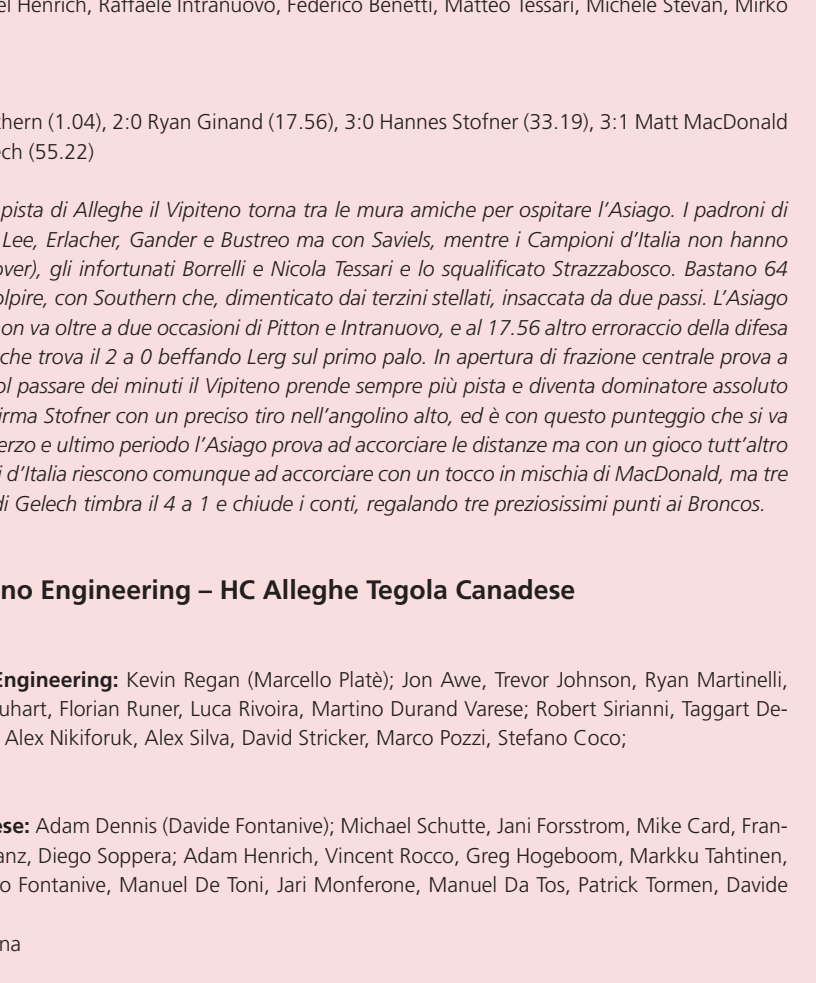 el Henrich, Raffaele Intranuovo, Federico Benetti, Matteo Tessari, Michele Stevan, Mirko
hern (1.04), 2:0 Ryan Ginand (17.56), 3:0 Hannes Stofner (33.19), 3:1 Matt MacDonald
ech (55.22)
pista di Alleghe il Vipiteno torna tra le mura amiche per ospitare l’Asiago. I padroni di
Lee, Erlacher, Gander e Bustreo ma con Saviels, mentre i Campioni d’Italia non hanno
over), gli infortunati Borrelli e Nicola Tessari e lo squalificato Strazzabosco. Bastano 64
olpire, con Southern che, dimenticato dai terzini stellati, insaccata da due passi. L’Asiago
on va oltre a due occasioni di Pitton e Intranuovo, e al 17.56 altro erroraccio della difesa
che trova il 2 a 0 beffando Lerg sul primo palo. In apertura di frazione centrale prova a
ol passare dei minuti il Vipiteno prende sempre più pista e diventa dominatore assoluto
irma Stofner con un preciso tiro nell’angolino alto, ed è con questo punteggio che si va
erzo e ultimo periodo l’Asiago prova ad accorciare le distanze ma con un gioco tutt’altro
i d’Italia riescono comunque ad accorciare con un tocco in mischia di MacDonald, ma tre
di Gelech timbra il 4 a 1 e chiude i conti, regalando tre preziosissimi punti ai Broncos.
no Engineering – HC Alleghe Tegola Canadese
Engineering: Kevin Regan (Marcello Platè); Jon Awe, Trevor Johnson, Ryan Martinelli,
uhart, Florian Runer, Luca Rivoira, Martino Durand Varese; Robert Sirianni, Taggart De-
Alex Nikiforuk, Alex Silva, David Stricker, Marco Pozzi, Stefano Coco;
ese: Adam Dennis (Davide Fontanive); Michael Schutte, Jani Forsstrom, Mike Card, Fran-
anz, Diego Soppera; Adam Henrich, Vincent Rocco, Greg Hogeboom, Markku Tahtinen,
o Fontanive, Manuel De Toni, Jari Monferone, Manuel Da Tos, Patrick Tormen, Davide
na